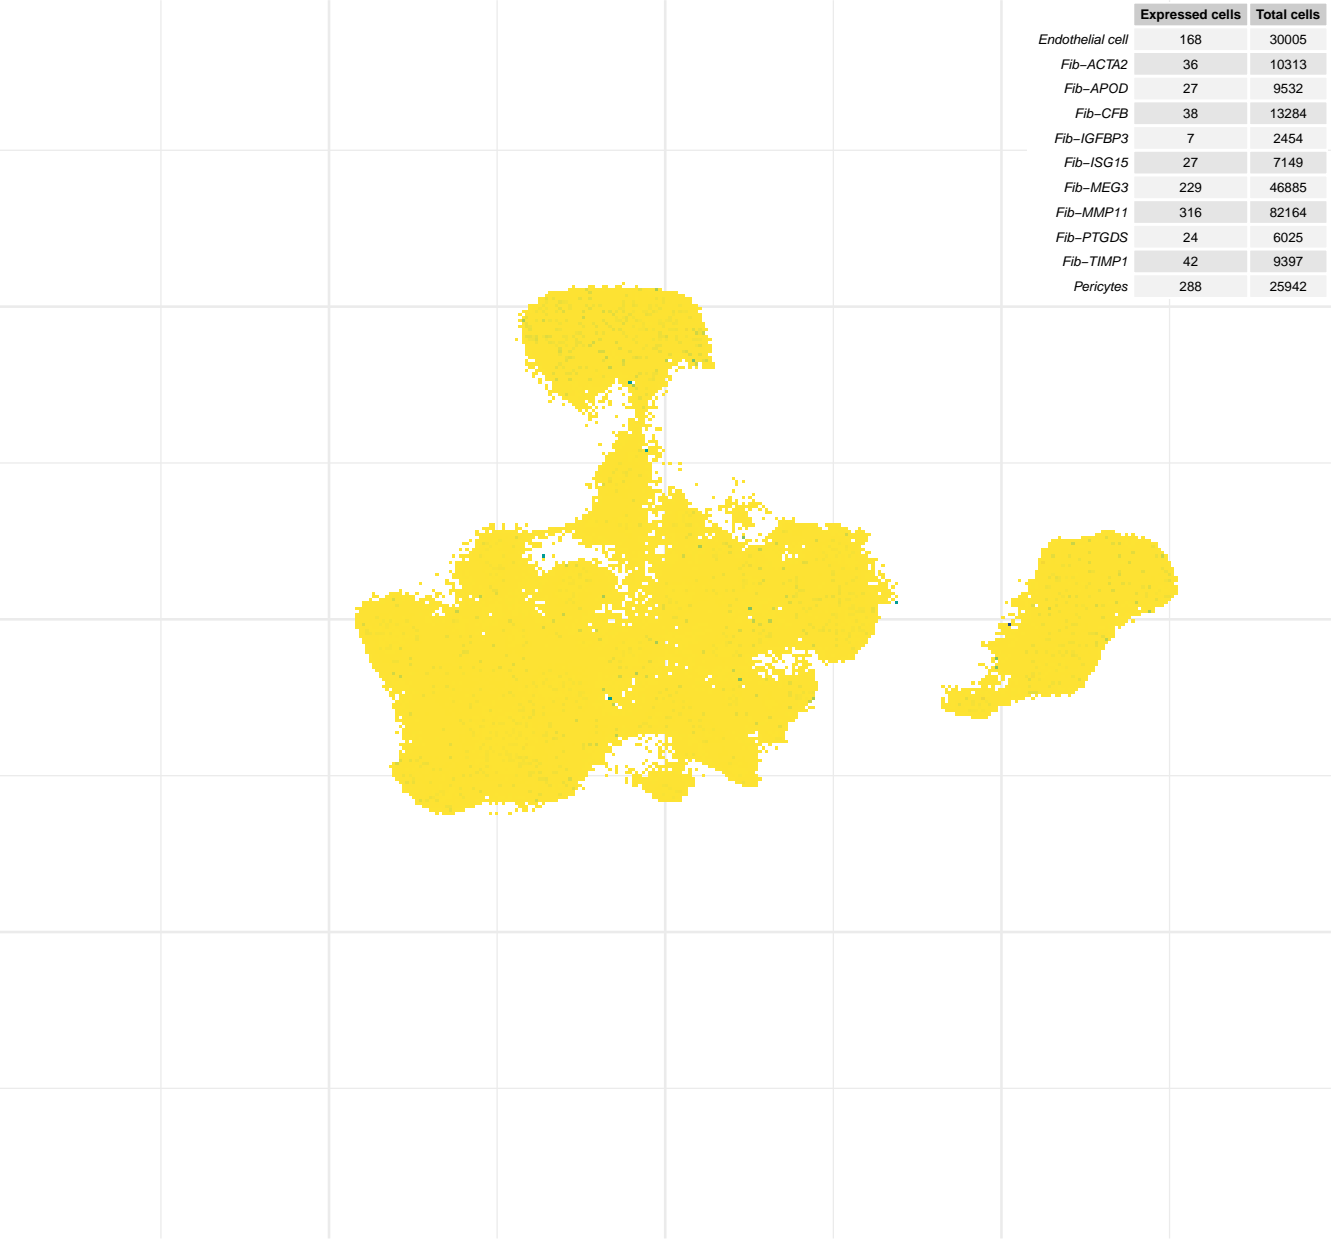 Expressed cells Total cells
Endothelial cell 168 30005
Fib−ACTA2 36 10313
Fib−APOD 27 9532
Fib−CFB 38 13284
Fib−IGFBP3 7 2454
Fib−ISG15 27 7149
Fib−MEG3 229 46885
Fib−MMP11 316 82164
Fib−PTGDS 24 6025
Fib−TIMP1 42 9397
Pericytes 288 25942